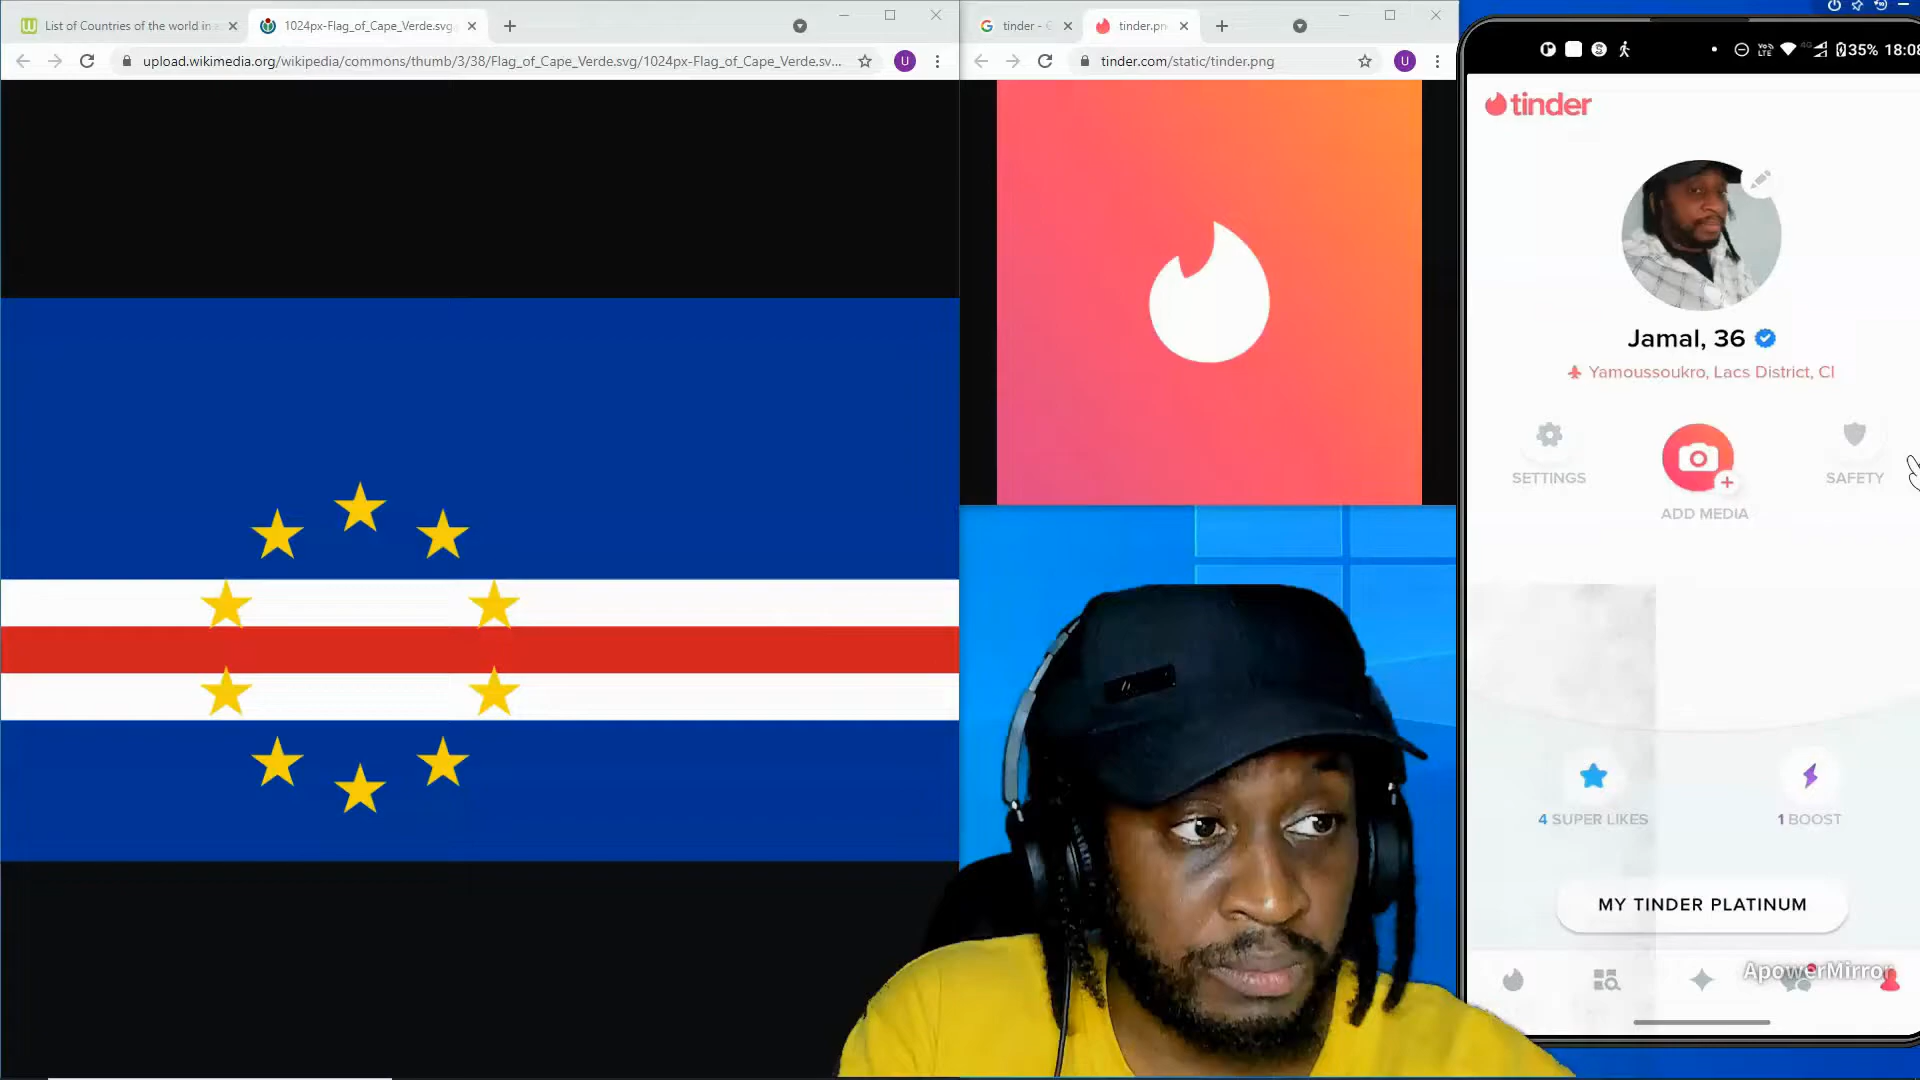 List of Countries of the world in
1024px-Flag_of_Cape_Verde.svg
upload.wikimedia.org/wikipedia/commons/thumb/3/38/Flag_of_Cape_Verde.svg/1024px-Flag_of_Cape_Verde.sv...
U
tinder -
tinder.pn
tinder.com/static/tinder.png
U
35% 18:08
tinder
Jamal, 36
Yamoussoukro, Lacs District, CI
SETTINGS
ADD MEDIA
SAFETY
4 SUPER LIKES
1 BOOST
MY TINDER PLATINUM
ApowerMirror